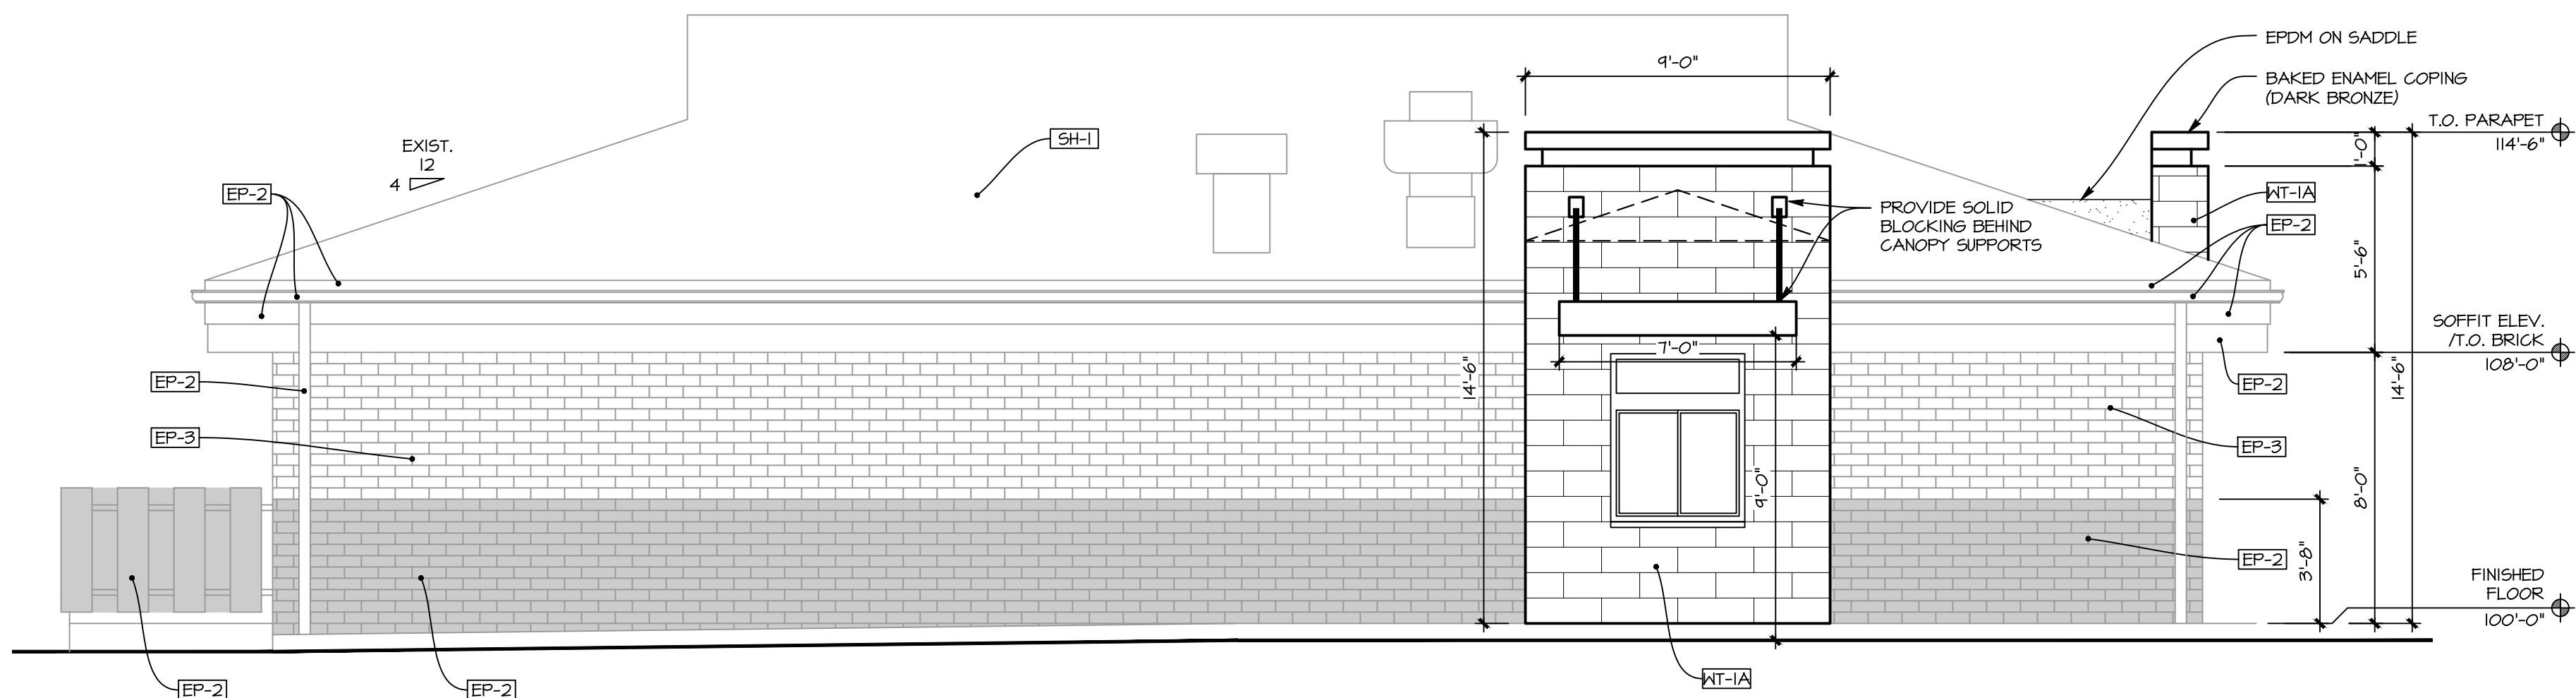 EPDM ON SADDLE
9'-0"
BAKED ENAMEL COPING
(DARK BRONZE)
T.O. PARAPET
114'-6"
1'-0"
SH-1
EXIST.
12
4
EP-2
WT-1A
PROVIDE SOLID
BLOCKING BEHIND
CANOPY SUPPORTS
EP-2
5'-6"
SOFFIT ELEV.
/T.O. BRICK
108'-0"
7'-0"
14'-6"
14'-6"
EP-2
EP-2
EP-3
EP-3
9'-0"
8'-0"
EP-2
3'-8"
FINISHED
FLOOR
100'-0"
EP-2
EP-2
WT-1A